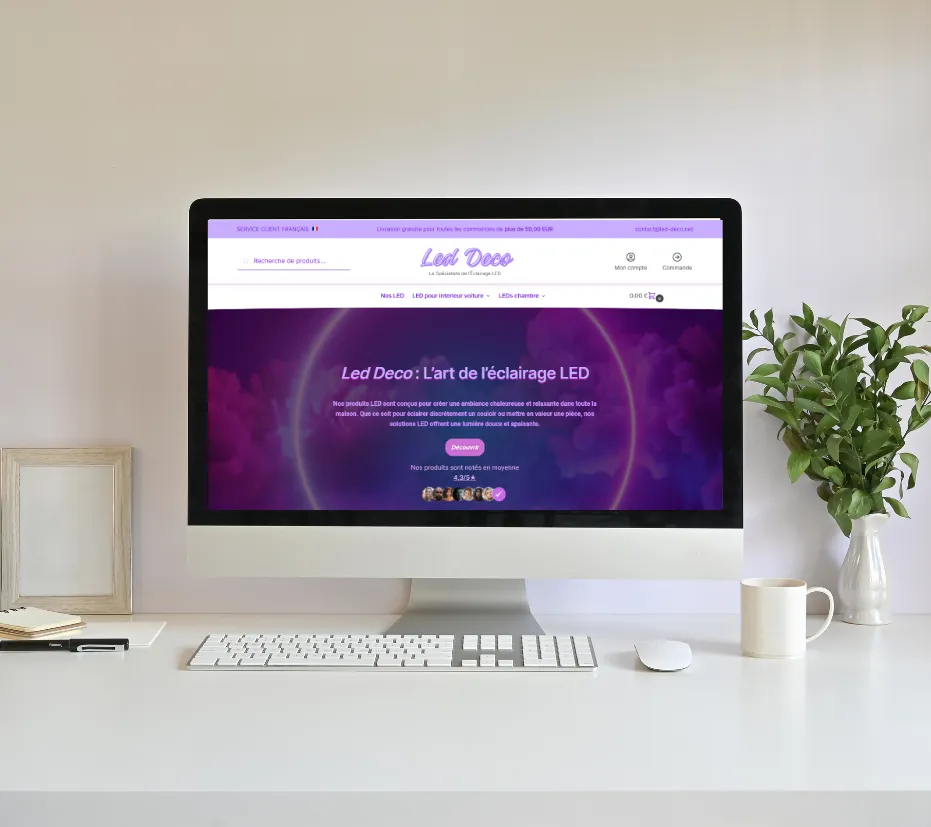 SERVICE CLIENT FRANÇAIS 🇫🇷
Livraison gratuite pour toutes les commandes de plus de 50,00 EUR
contact@led-deco.net
Recherche de produits...
Led Deco
Le Spécialiste de l'Éclairage LED
Mon compte
Commande
Nos LED
LED pour interieur voiture
LEDs chambre
0.00 €
0
Led Deco : L'art de l'éclairage LED
Nos produits LED sont conçus pour créer une ambiance chaleureuse et relaxante dans toute la
maison. Que ce soit pour éclairer discrètement un couloir ou mettre en valeur une pièce, nos
solutions LED offrent une lumière douce et apaisante.
Découvrir
Nos produits sont notés en moyenne
4,3/5★